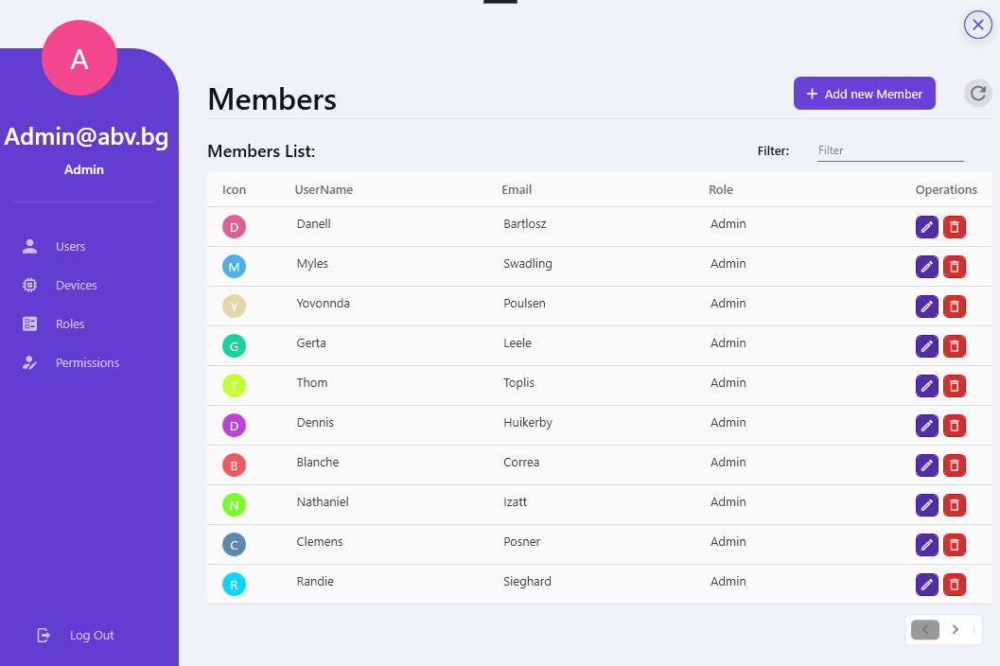 A
Admin@abv.bg
Admin
Users
Devices
Roles
Permissions
Log Out
Members
Add new Member
Members List:
Filter: Filter
Icon UserName Email Role Operations
D Danell Bartlosz Admin
M Myles Swadling Admin
Y Yovonnda Poulsen Admin
G Gerta Leele Admin
T Thom Toplis Admin
D Dennis Huikerby Admin
B Blanche Correa Admin
N Nathaniel Izatt Admin
C Clemens Posner Admin
R Randie Sieghard Admin